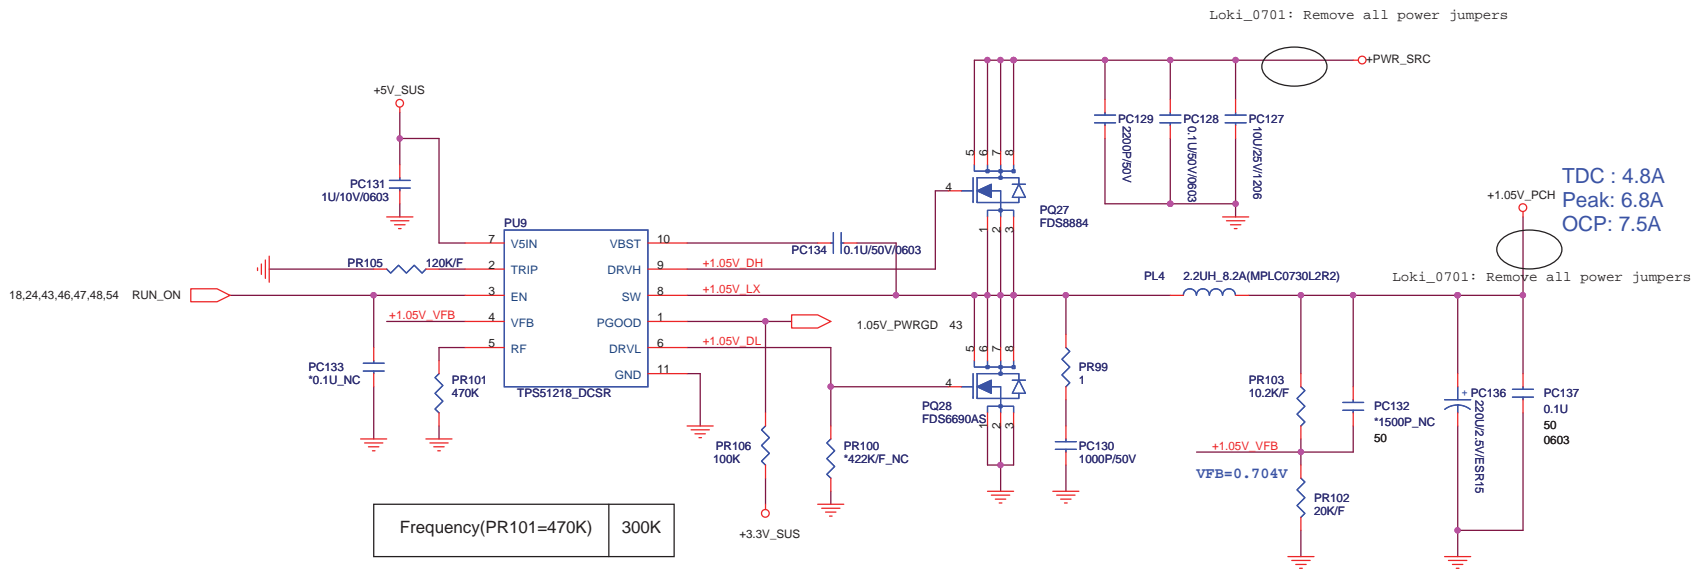 Loki_0701: Remove all power jumpers
+PWR_SRC
+5V_SUS
PC131
1U/10V/0603
PC129
2200P/50V
PC128
0.1U/50V/0603
PC127
10U/25V/1206
5
6
7
8
4
PQ27
FDS8884
1
2
3
TDC : 4.8A
Peak: 6.8A
OCP: 7.5A
+1.05V_PCH
Loki_0701: Remove all power jumpers
PU9
7
V5IN
VBST
10
PC134
0.1U/50V/0603
PR105
120K/F
2
TRIP
DRVH
9
+1.05V_DH
18,24,43,46,47,48,54
RUN_ON
3
EN
SW
8
+1.05V_LX
PL4
2.2UH_8.2A(MPLC0730L2R2)
+1.05V_VFB
4
VFB
PGOOD
1
1.05V_PWRGD
43
5
RF
DRVL
6
+1.05V_DL
GND
11
TPS51218_DCSR
PC133
*0.1U_NC
PR101
470K
5
6
7
8
4
PQ28
FDS6690AS
1
2
3
PR99
1
PC130
1000P/50V
PR106
100K
+3.3V_SUS
PR100
*422K/F_NC
PR103
10.2K/F
PC132
*1500P_NC
50
+1.05V_VFB
VFB=0.704V
PR102
20K/F
+
PC136
220U/2.5V/ESR15
PC137
0.1U
50
0603
Frequency(PR101=470K)
300K